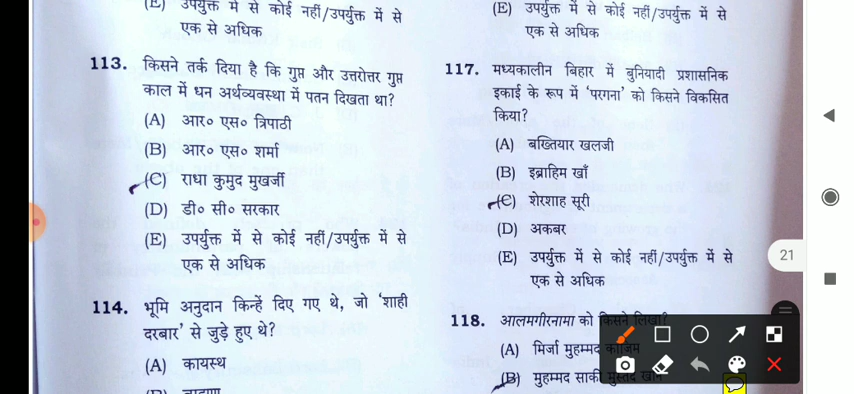 (E) उपर्युक्त में से कोई नहीं/उपर्युक्त में से
एक से अधिक
113. किसने तर्क दिया है कि गुप्त और उत्तरोत्तर गुप्त
काल में धन अर्थव्यवस्था में पतन दिखता था?
(A) आर० एस० त्रिपाठी
(B) आर० एस० शर्मा
(C) राधा कुमुद मुखर्जी
(D) डी० सी० सरकार
(E) उपर्युक्त में से कोई नहीं/उपर्युक्त में से
एक से अधिक
114. भूमि अनुदान किन्हें दिए गए थे, जो ‘शाही
दरबार’ से जुड़े हुए थे?
(A) कायस्थ
(E) उपर्युक्त में से कोई नहीं/उपर्युक्त में से
एक से अधिक
117. मध्यकालीन बिहार में बुनियादी प्रशासनिक
इकाई के रूप में ‘परगना’ को किसने विकसित
किया?
(A) बख्तियार खलजी
(B) इब्राहिम खाँ
(C) शेरशाह सूरी
(D) अकबर
(E) उपर्युक्त में से कोई नहीं/उपर्युक्त में से
एक से अधिक
118. आलमगीरनामा को किसने लिखा?
(A) मिर्जा मुहम्मद काज़िम
(B) मुहम्मद साकी मुस्तद खान
21